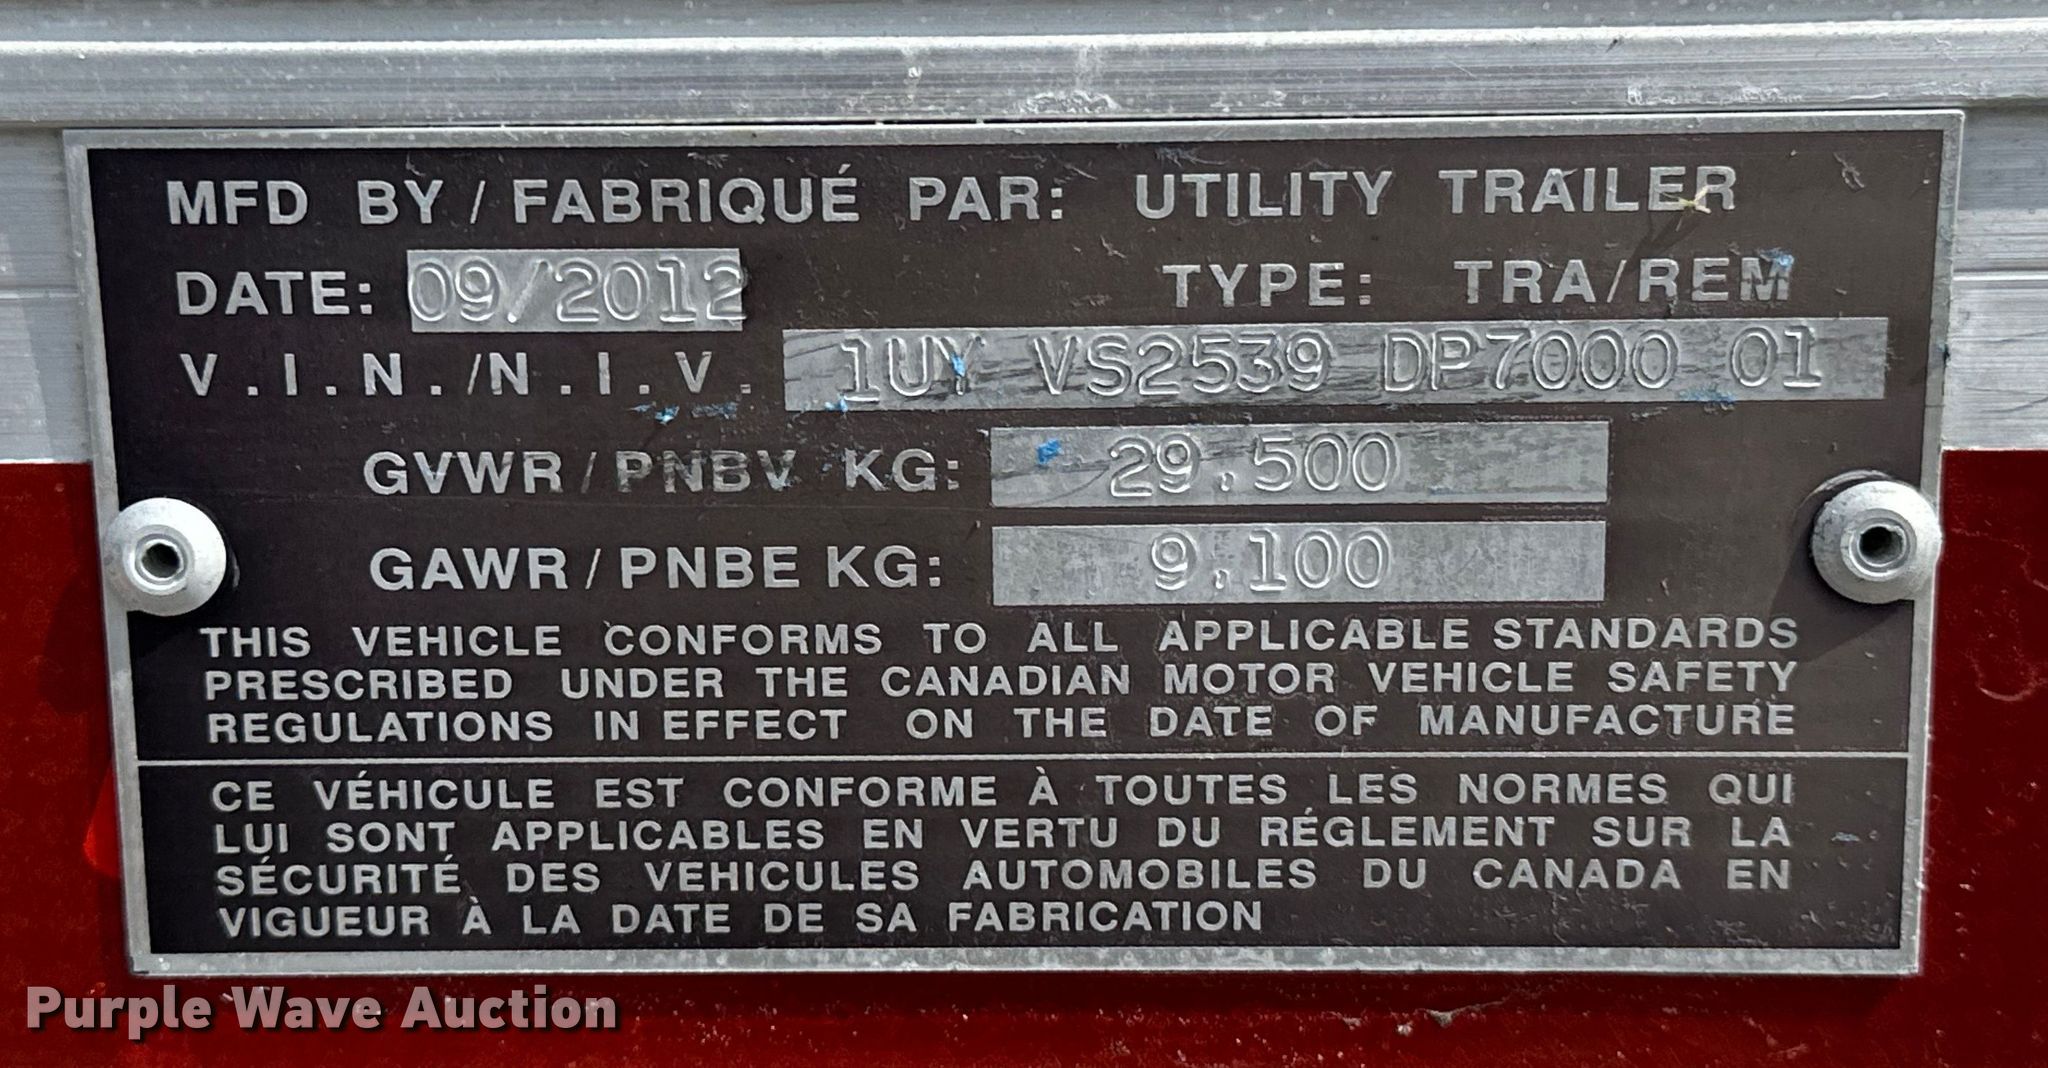 MFD BY / FABRIQUÉ PAR: UTILITY TRAILER
DATE: 09/2012 TYPE: TRA/REM
V.I.N./N.I.V. 1UY VS2539 DP7000 01
GVWR/PNBV KG: 29.500
GAWR/PNBE KG: 9.100
THIS VEHICLE CONFORMS TO ALL APPLICABLE STANDARDS
PRESCRIBED UNDER THE CANADIAN MOTOR VEHICLE SAFETY
REGULATIONS IN EFFECT ON THE DATE OF MANUFACTURE
CE VÉHICULE EST CONFORME À TOUTES LES NORMES QUI
LUI SONT APPLICABLES EN VERTU DU RÉGLEMENT SUR LA
SÉCURITÉ DES VEHICULES AUTOMOBILES DU CANADA EN
VIGUEUR À LA DATE DE SA FABRICATION
Purple Wave Auction